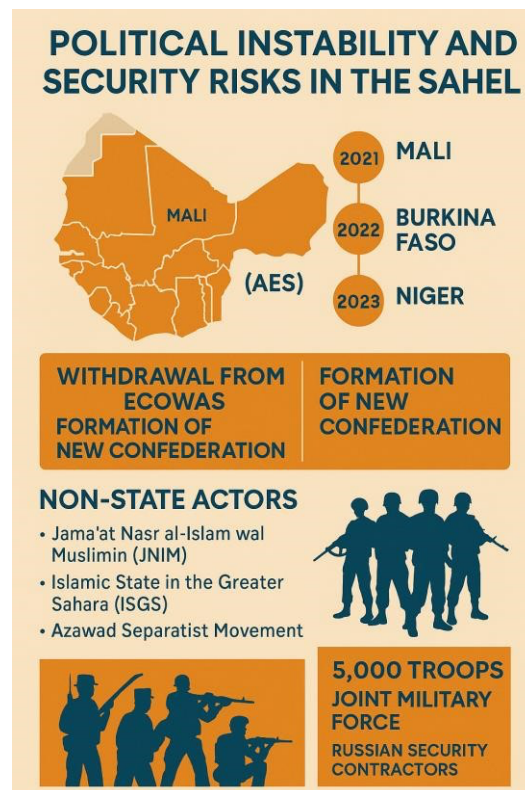 POLITICAL INSTABILITY AND
SECURITY RISKS IN THE SAHEL
MALI
(AES)
2021 MALI
2022 BURKINA
FASO
2023 NIGER
WITHDRAWAL FROM
ECOWAS
FORMATION OF
NEW CONFEDERATION
FORMATION
OF NEW
CONFEDERATION
NON-STATE ACTORS
• Jama'at Nasr al-Islam wal
Muslimin (JNIM)
• Islamic State in the Greater
Sahara (ISGS)
• Azawad Separatist Movement
5,000 TROOPS
JOINT MILITARY
FORCE
RUSSIAN SECURITY
CONTRACTORS